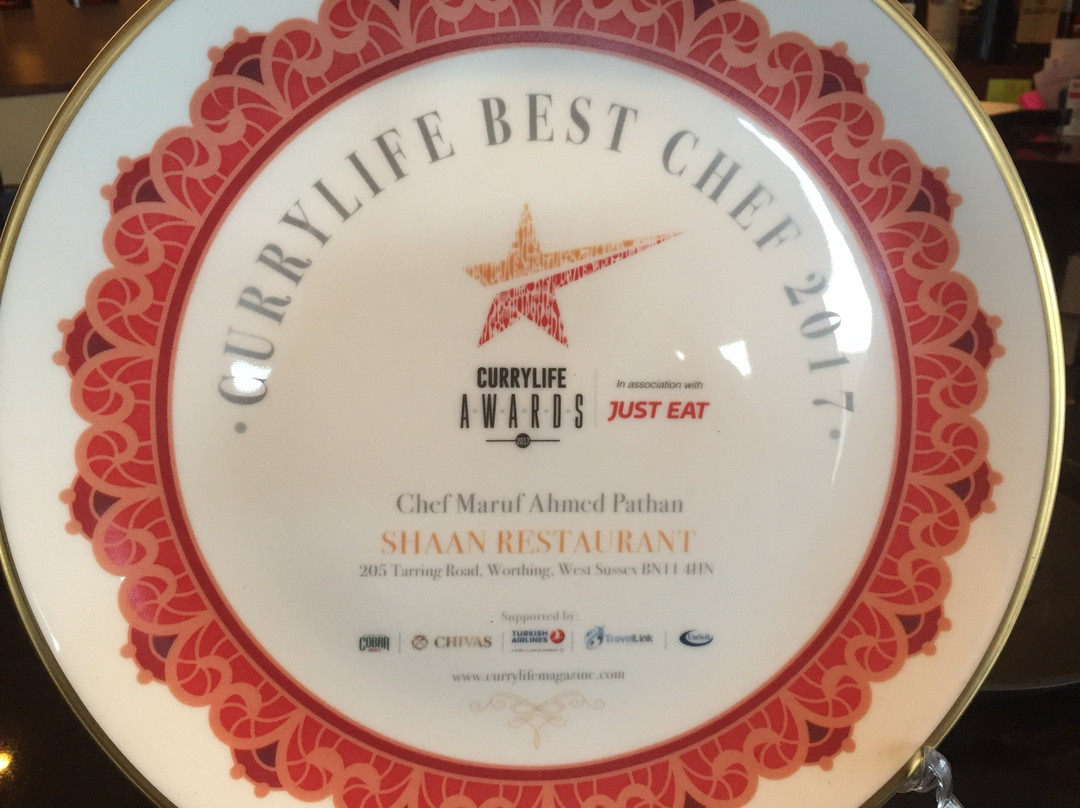 CURRYLIFE BEST CHEF 2017
CURRYLIFE
AWARDS
2017
In association with
JUST EAT
Chef Maruf Ahmed Pathan
SHAAN RESTAURANT
205 Tarring Road, Worthing, West Sussex BN11 4HN
Supported by:
COBRA
CHIVAS
TURKISH AIRLINES
TravelLink
UniSoft
www.currylifemagazine.com